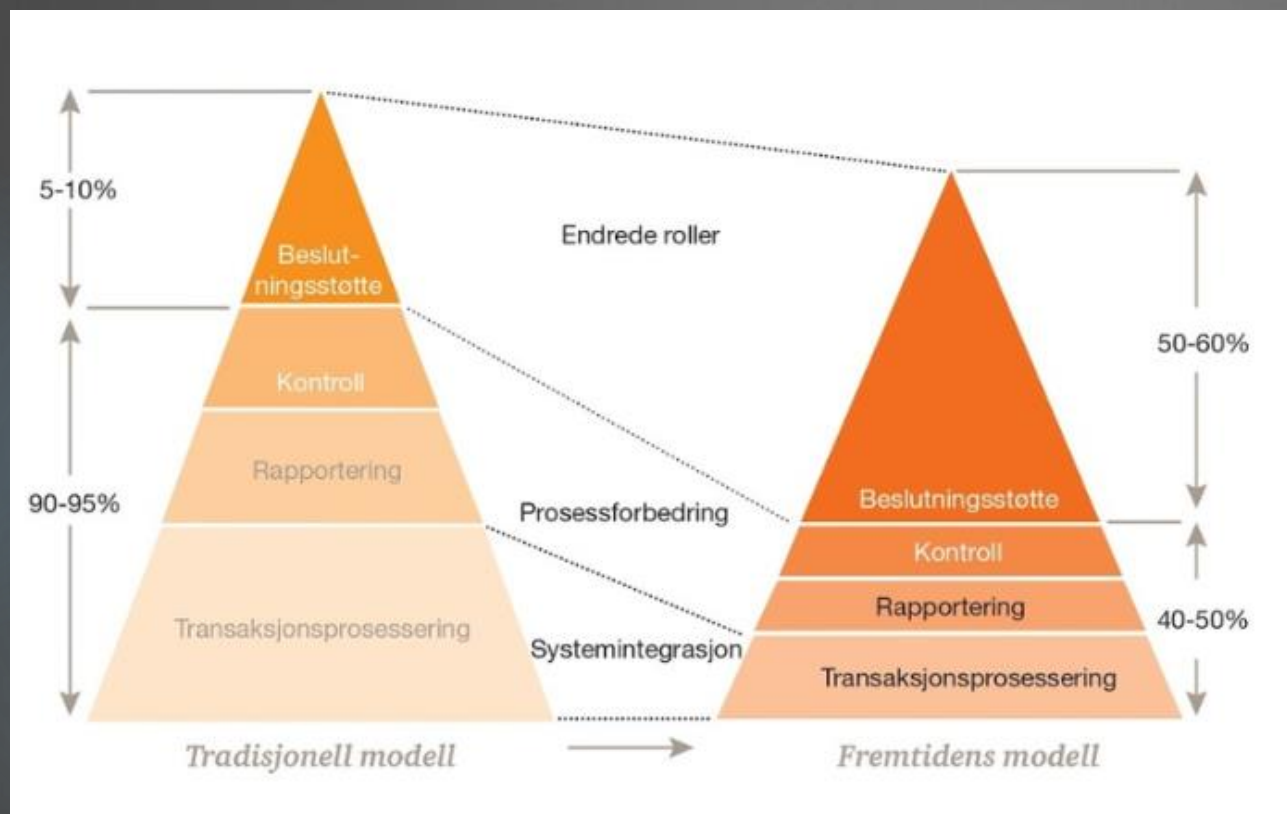 5-10%
Beslut-
ningsstøtte
Kontroll
Rapportering
90-95%
Transaksjonsprosessering
Tradisjonell modell
Endrede roller
Prosessforbedring
Systemintegrasjon
50-60%
Beslutningsstøtte
Kontroll
Rapportering
40-50%
Transaksjonsprosessering
Fremtidens modell